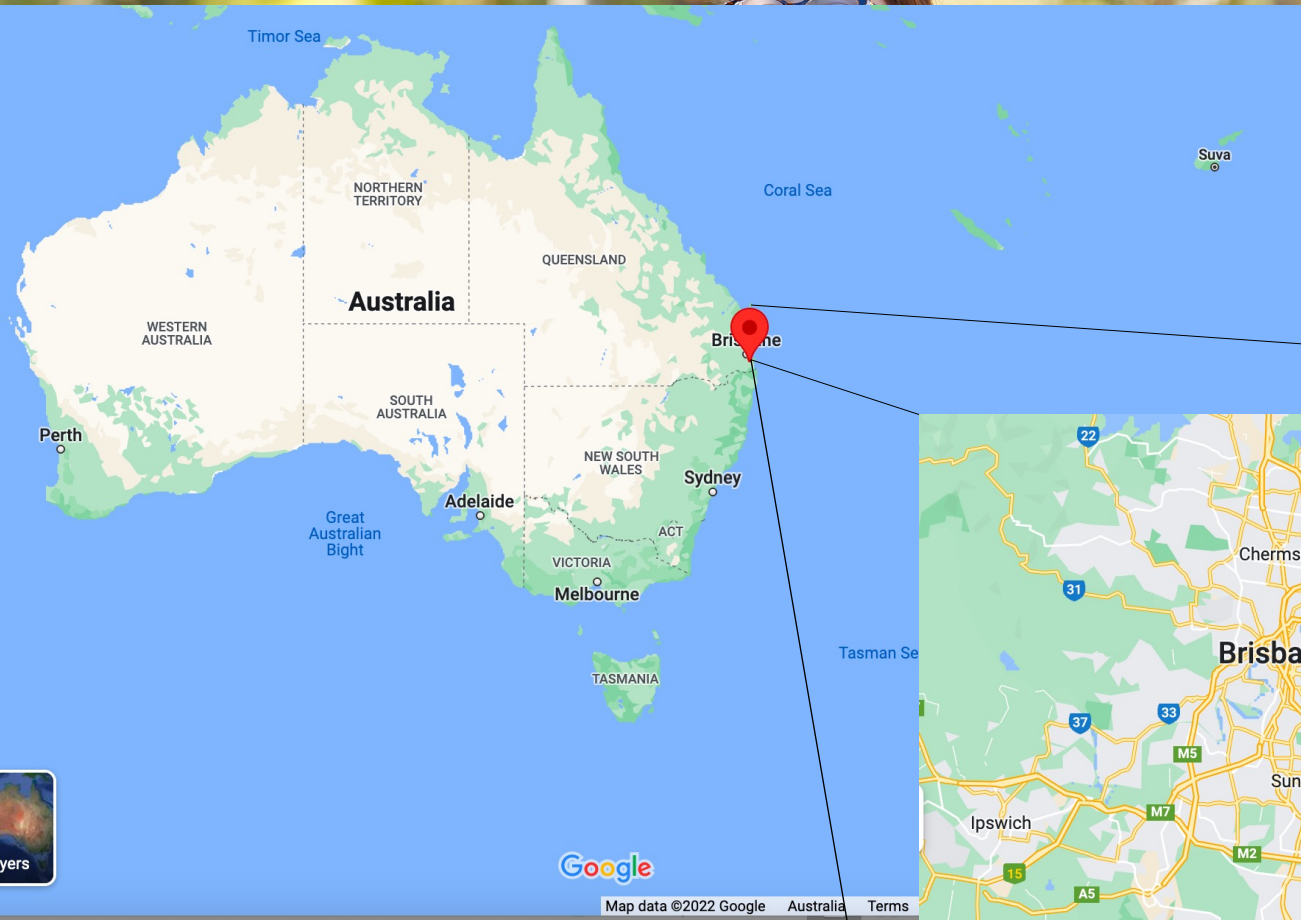 Timor Sea
Suva
NORTHERN
TERRITORY
Coral Sea
QUEENSLAND
Australia
WESTERN
AUSTRALIA
SOUTH
AUSTRALIA
Perth
NEW SOUTH
WALES
Sydney
Adelaide
Great
Australian
Bight
ACT
VICTORIA
Melbourne
Tasman Se
TASMANIA
22
Cherms
31
Brisba
33
37
M5
Sun
M7
Ipswich
M2
15
A5
yers
Google
Map data ©2022 Google Australia Terms